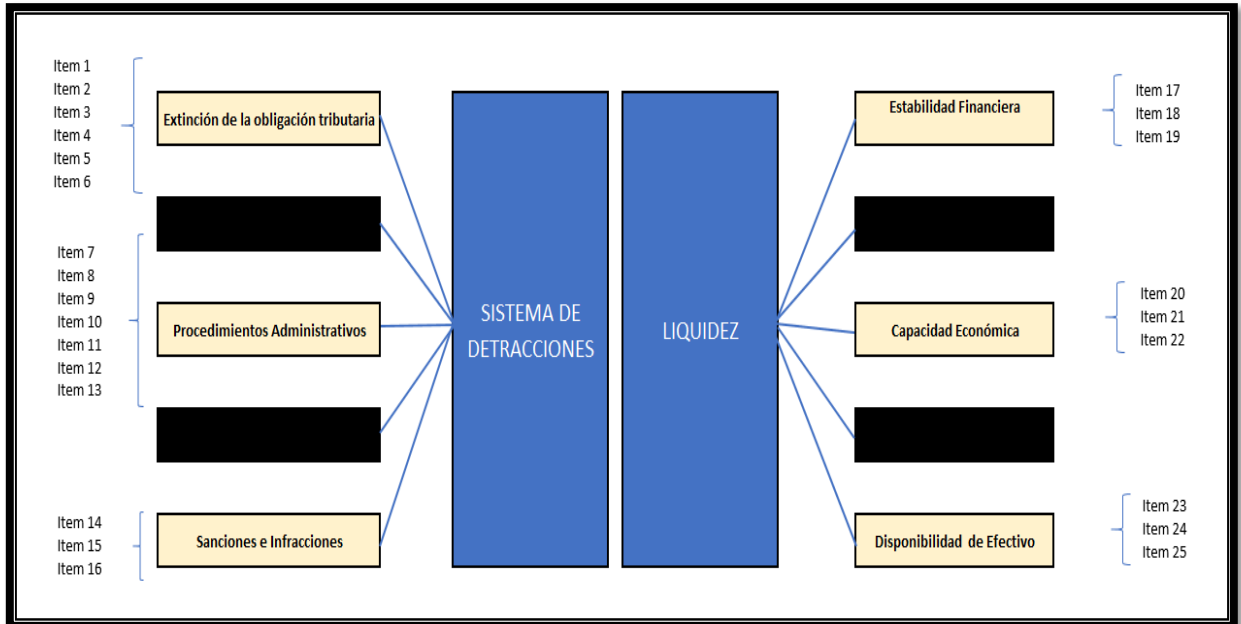 Item 1
Item 2
Item 3
Item 4
Item 5
Item 6
Extinción de la obligación tributaria
Item 7
Item 8
Item 9
Item 10
Item 11
Item 12
Item 13
Procedimientos Administrativos
Item 14
Item 15
Item 16
Sanciones e Infracciones
SISTEMA DE
DETRACCIONES
LIQUIDEZ
Estabilidad Financiera
Item 17
Item 18
Item 19
Capacidad Económica
Item 20
Item 21
Item 22
Disponibilidad de Efectivo
Item 23
Item 24
Item 25